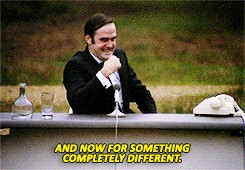 AND NOW FOR SOMETHING
COMPLETELY DIFFERENT.